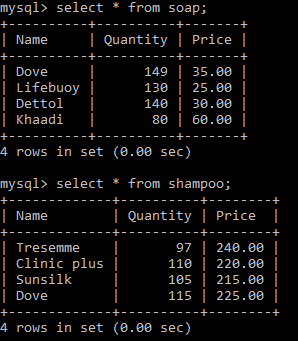 mysql> select * from soap;
+----------+----------+-------+
| Name     | Quantity | Price |
+----------+----------+-------+
| Dove     |      149 | 35.00 |
| Lifebuoy |      130 | 25.00 |
| Dettol   |      140 | 30.00 |
| Khaadi   |       80 | 60.00 |
+----------+----------+-------+
4 rows in set (0.00 sec)

mysql> select * from shampoo;
+-------------+----------+--------+
| Name        | Quantity | Price  |
+-------------+----------+--------+
| Tresemme    |       97 | 240.00 |
| Clinic plus |      110 | 220.00 |
| Sunsilk     |      105 | 215.00 |
| Dove        |      115 | 225.00 |
+-------------+----------+--------+
4 rows in set (0.00 sec)